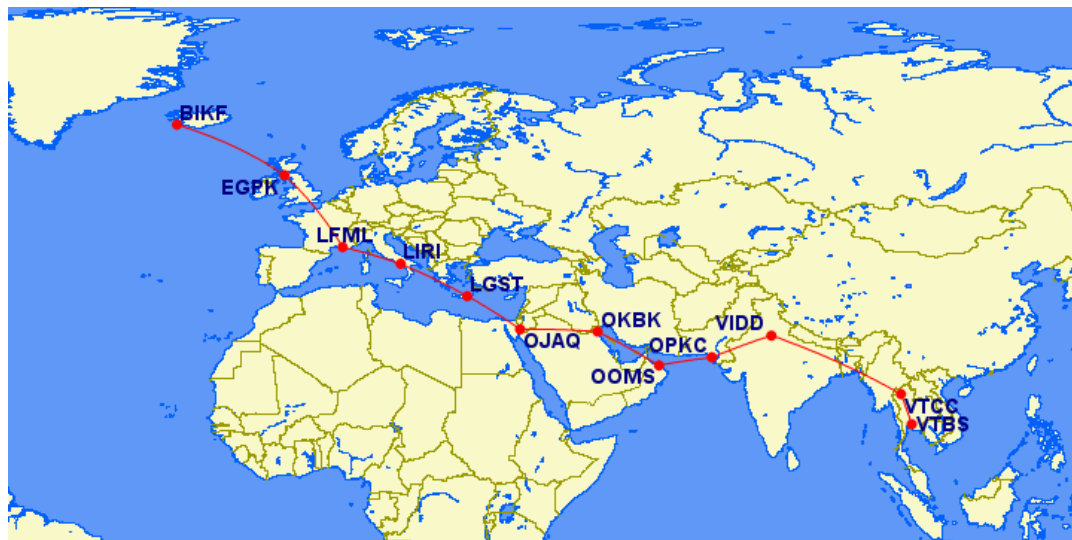 BIKF
EGPK
LFML
LIRI
LGST
OJAQ
OKBK
OOMS
OPKC
VIDD
VTCC
VTBS